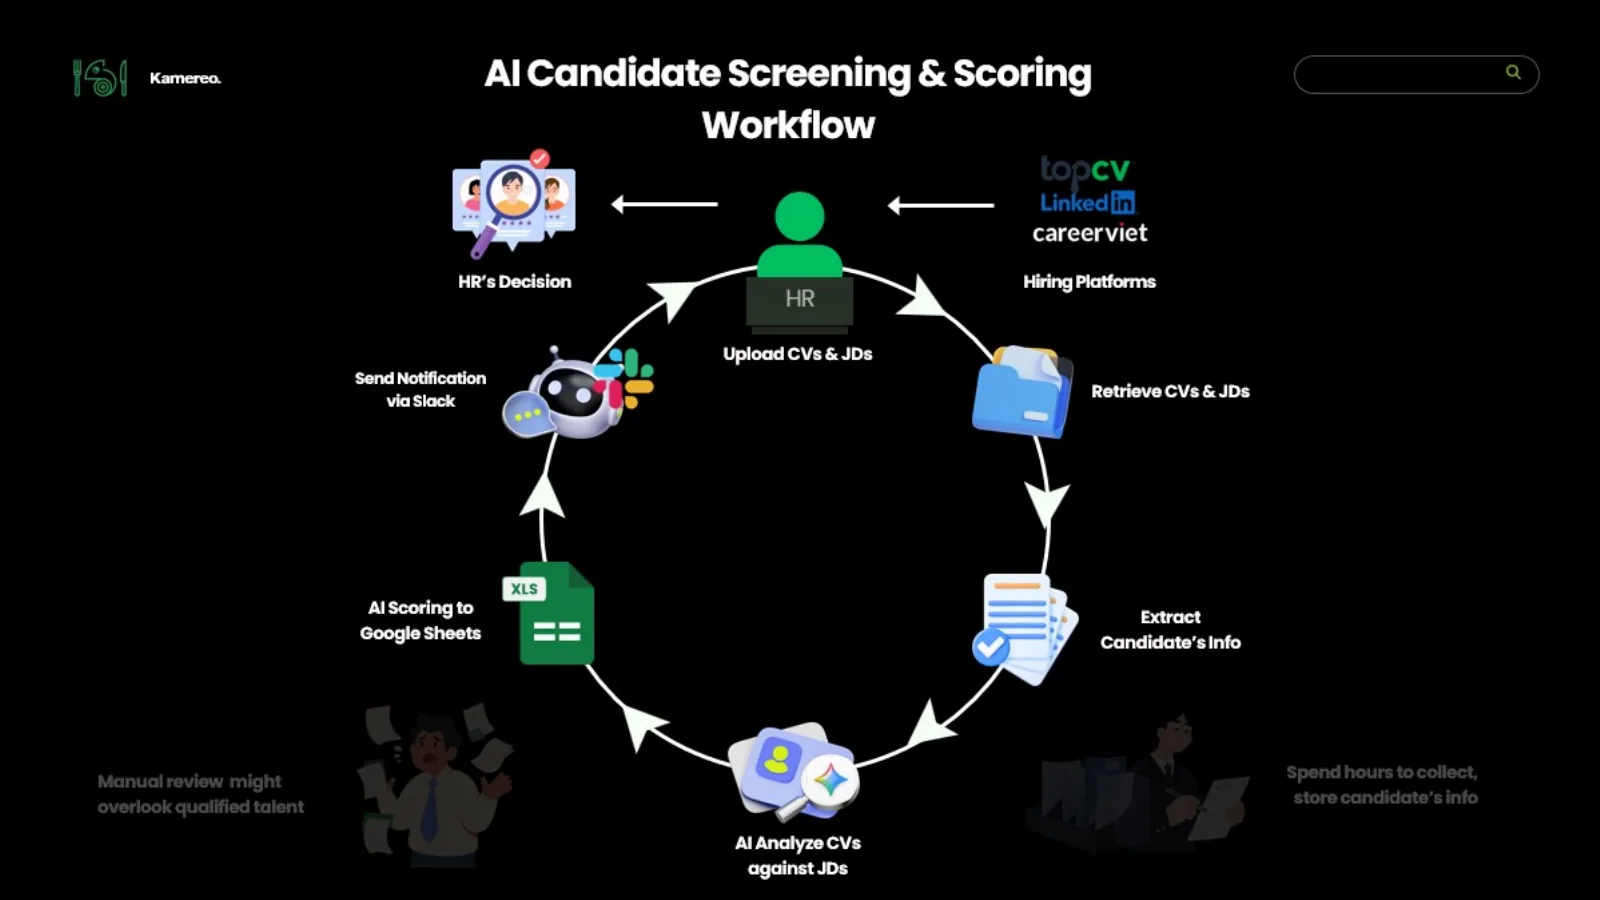 Kamereo.
AI Candidate Screening & Scoring
Workflow
topcv
Linked in
careerviet
HR's Decision
Hiring Platforms
HR
Upload CVs & JDs
Send Notification
via Slack
Retrieve CVs & JDs
XLS
AI Scoring to
Google Sheets
Extract
Candidate's Info
Manual review might
overlook qualified talent
Spend hours to collect,
store candidate's info
AI Analyze CVs
against JDs